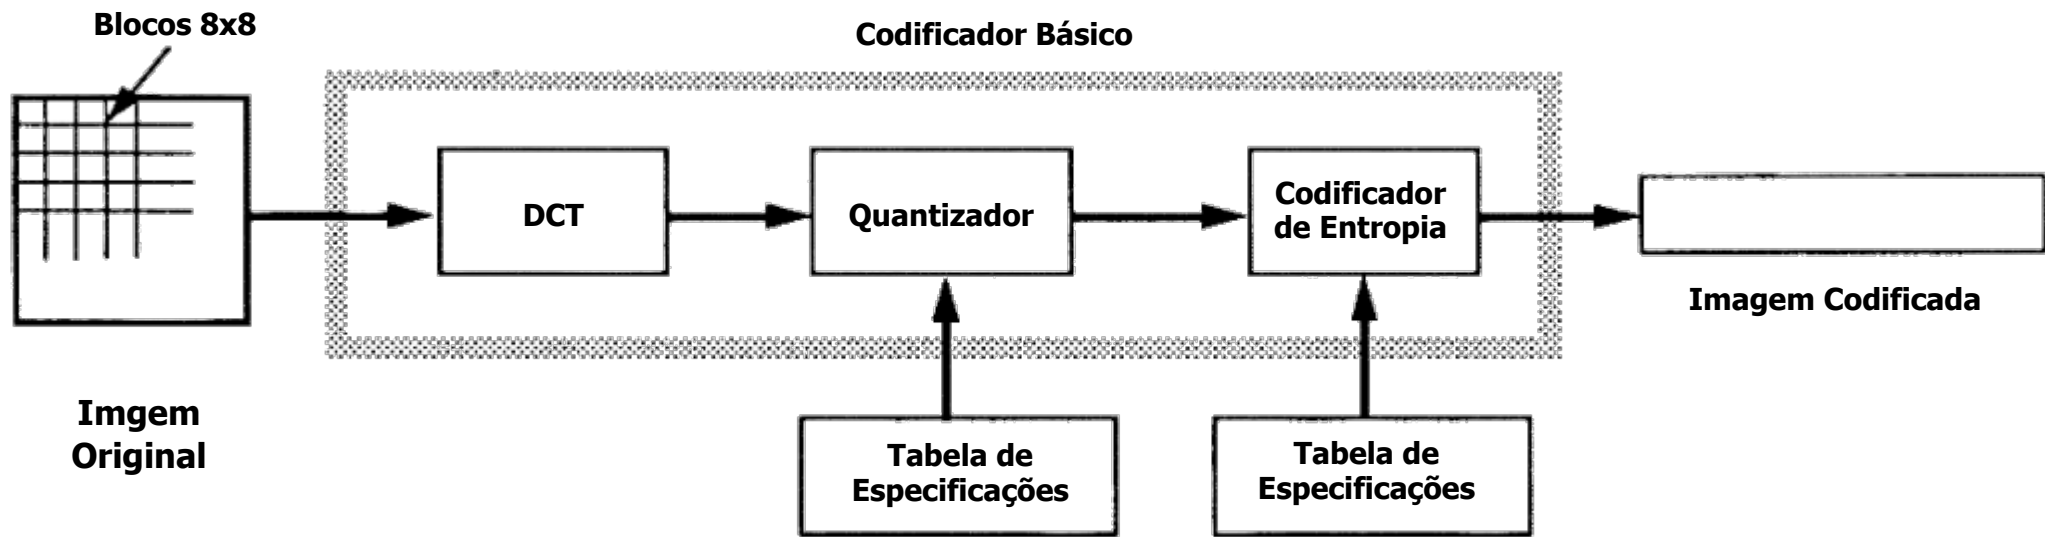 Blocos 8x8
Codificador Básico
DCT
Quantizador
Codificador
de Entropia
Imagem Codificada
Imgem
Original
Tabela de
Especificações
Tabela de
Especificações